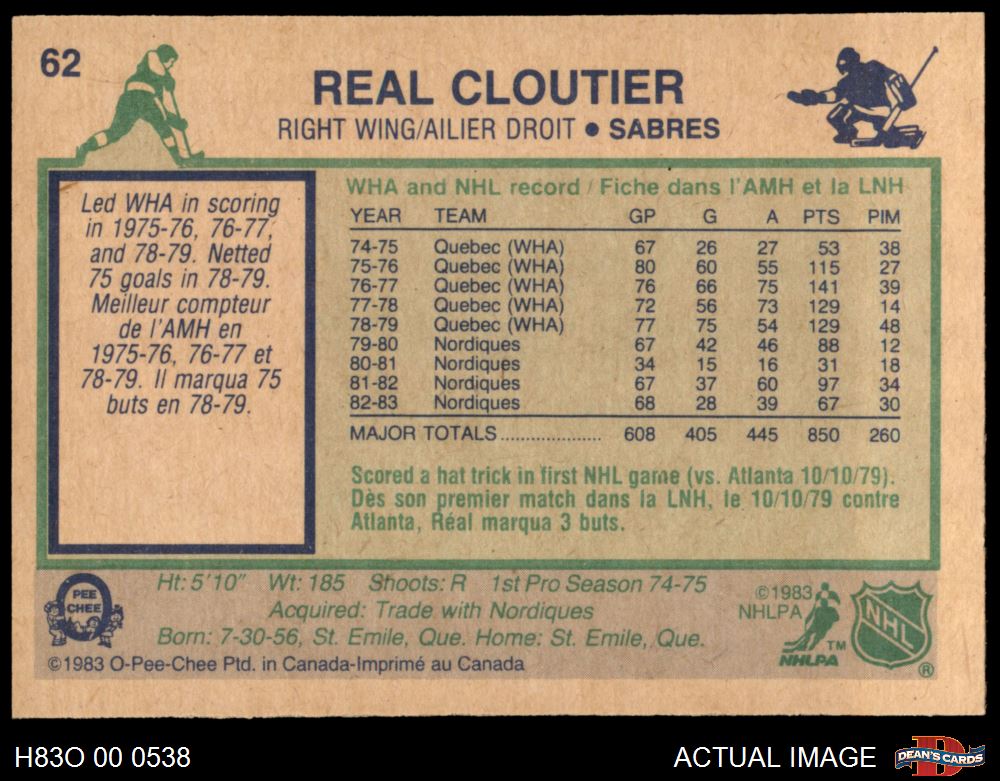 62
REAL CLOUTIER
RIGHT WING/AILIER DROIT • SABRES
Led WHA in scoring
in 1975-76, 76-77,
and 78-79. Netted
75 goals in 78-79.
Meilleur compteur
de l'AMH en
1975-76, 76-77 et
78-79. Il marqua 75
buts en 78-79.
WHA and NHL record / Fiche dans l'AMH et la LNH
YEAR TEAM GP G A PTS PIM
74-75 Quebec (WHA) 67 26 27 53 38
75-76 Quebec (WHA) 80 60 55 115 27
76-77 Quebec (WHA) 76 66 75 141 39
77-78 Quebec (WHA) 72 56 73 129 14
78-79 Quebec (WHA) 77 75 54 129 48
79-80 Nordiques 67 42 46 88 12
80-81 Nordiques 34 15 16 31 18
81-82 Nordiques 67 37 60 97 34
82-83 Nordiques 68 28 39 67 30
MAJOR TOTALS.................. 608 405 445 850 260
Scored a hat trick in first NHL game (vs. Atlanta 10/10/79).
Dès son premier match dans la LNH, le 10/10/79 contre
Atlanta, Réal marqua 3 buts.
PEE
CHEE
Ht: 5'10" Wt: 185 Shoots: R 1st Pro Season 74-75
Acquired: Trade with Nordiques
Born: 7-30-56, St. Emile, Que. Home: St. Emile, Que.
©1983 O-Pee-Chee Ptd. in Canada-Imprimé au Canada
©1983
NHLPA
TM
NHLPA
NHL
®
H83O 00 0538
ACTUAL IMAGE
D
DEAN'S CARDS